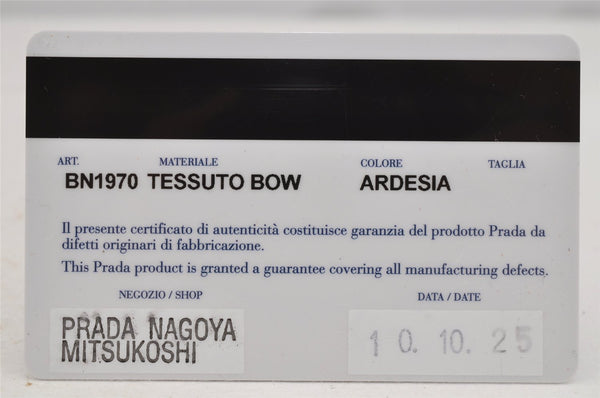 ART. MATERIALE COLORE TAGLIA
BN1970 TESSUTO BOW ARDESIA
Il presente certificato di autenticità costituisce garanzia del prodotto Prada da
difetti originari di fabbricazione.
This Prada product is granted a guarantee covering all manufacturing defects.
NEGOZIO / SHOP DATA / DATE
PRADA NAGOYA
MITSUKOSHI
10. 10. 25